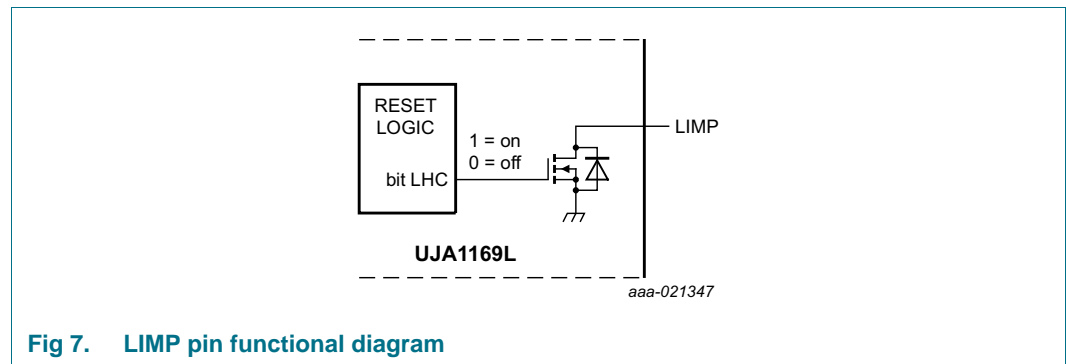 RESET
LOGIC
1 = on
0 = off
bit LHC
LIMP
UJA1169L
aaa-021347
Fig 7. LIMP pin functional diagram